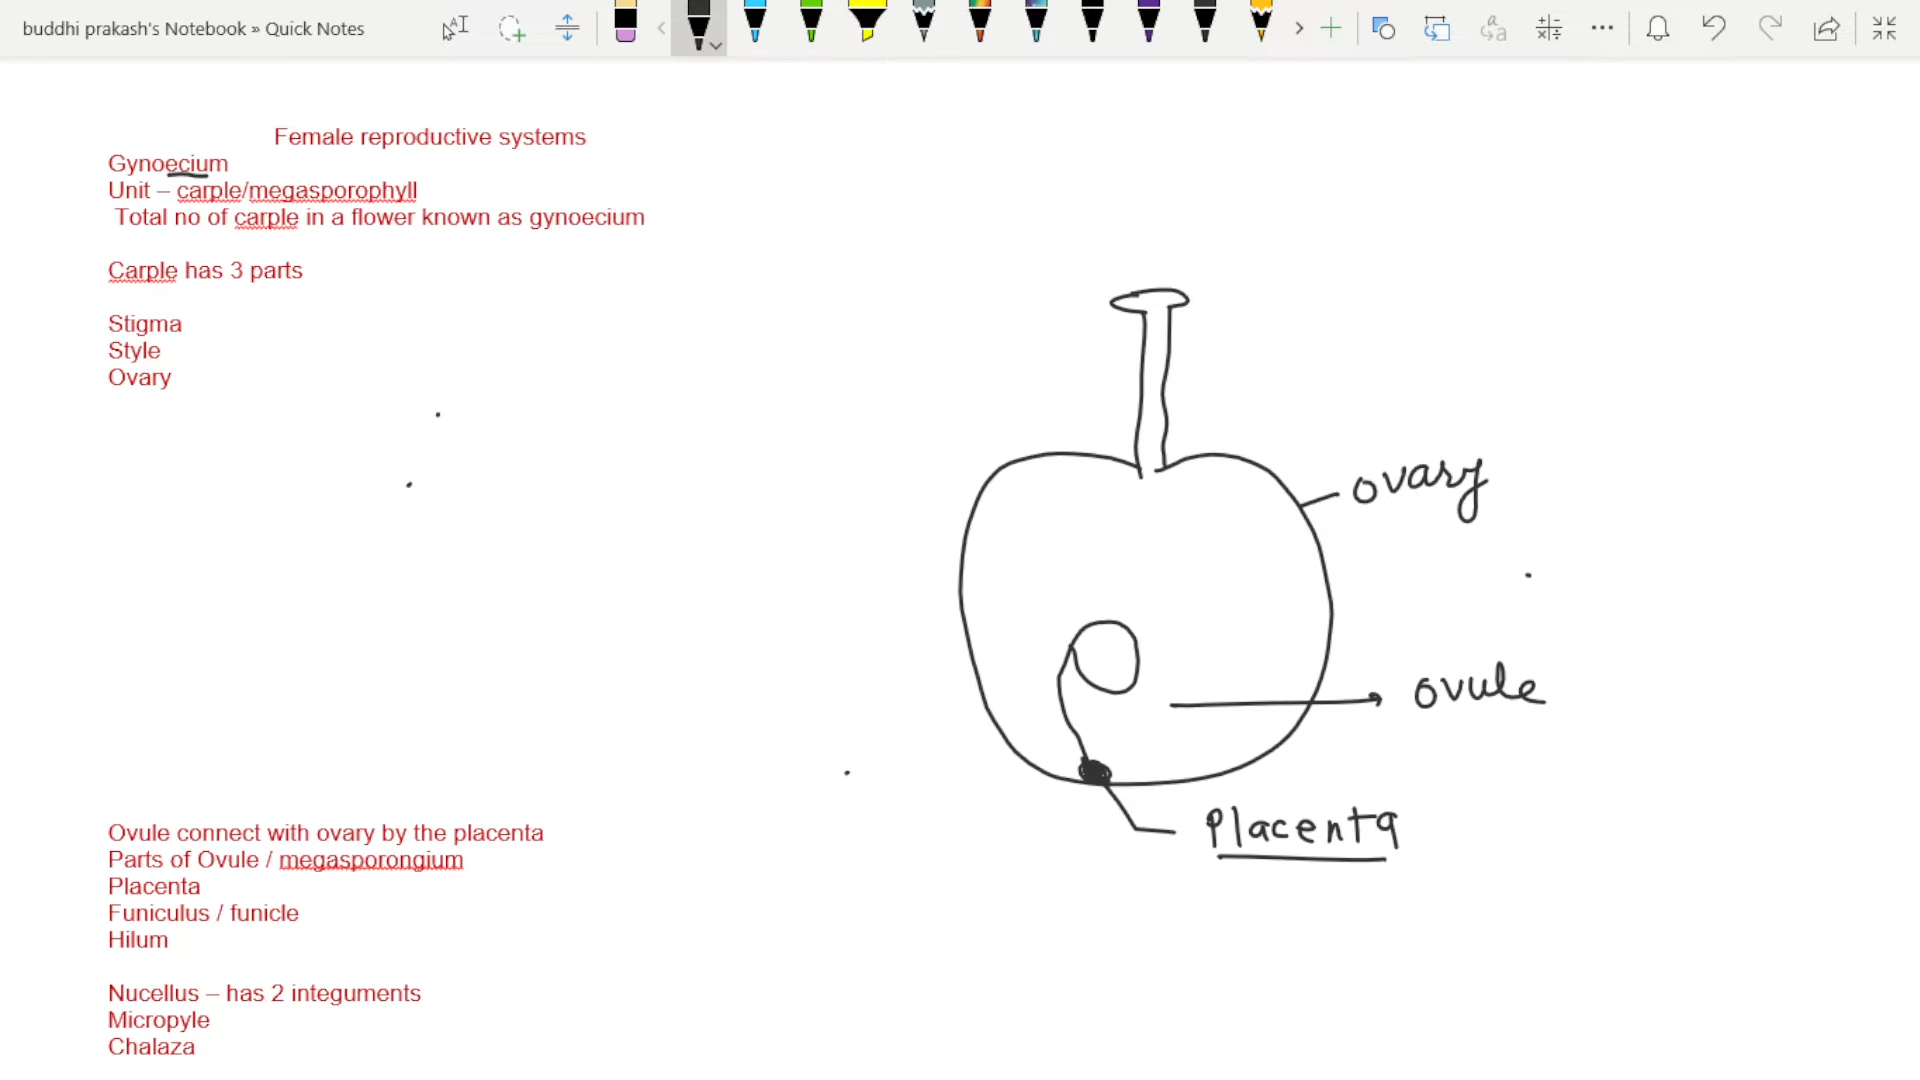 buddhi prakash's Notebook » Quick Notes
Female reproductive systems
Gynoecium
Unit – carple/megasporophyll
Total no of carple in a flower known as gynoecium
Carple has 3 parts
Stigma
Style
Ovary
ovary
ovule
Placenta
Ovule connect with ovary by the placenta
Parts of Ovule / megasporongium
Placenta
Funiculus / funicle
Hilum
Nucellus – has 2 integuments
Micropyle
Chalaza